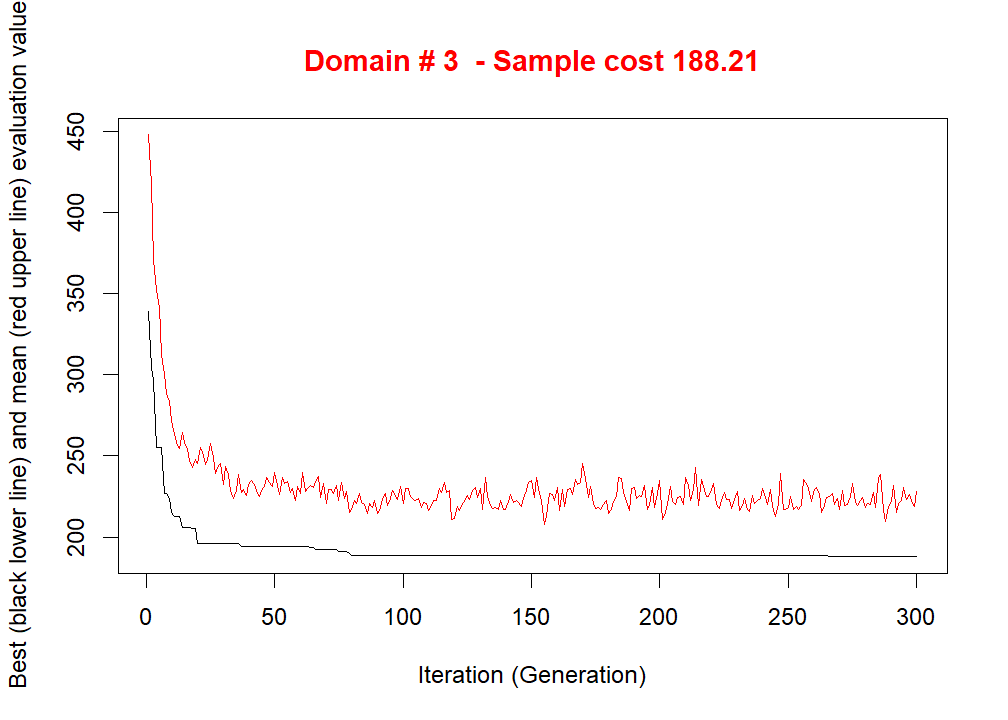 Domain # 3  - Sample cost 188.21
Best (black lower line) and mean (red upper line) evaluation value
450
400
350
300
250
200
0 50 100 150 200 250 300
Iteration (Generation)